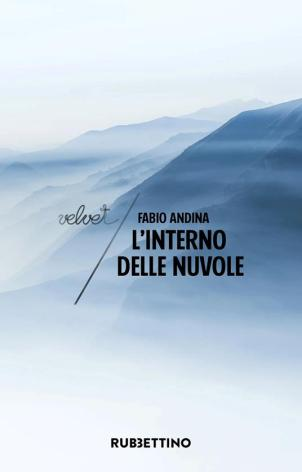 velvet
FABIO ANDINA
L'INTERNO
DELLE NUVOLE
RUBBETTINO